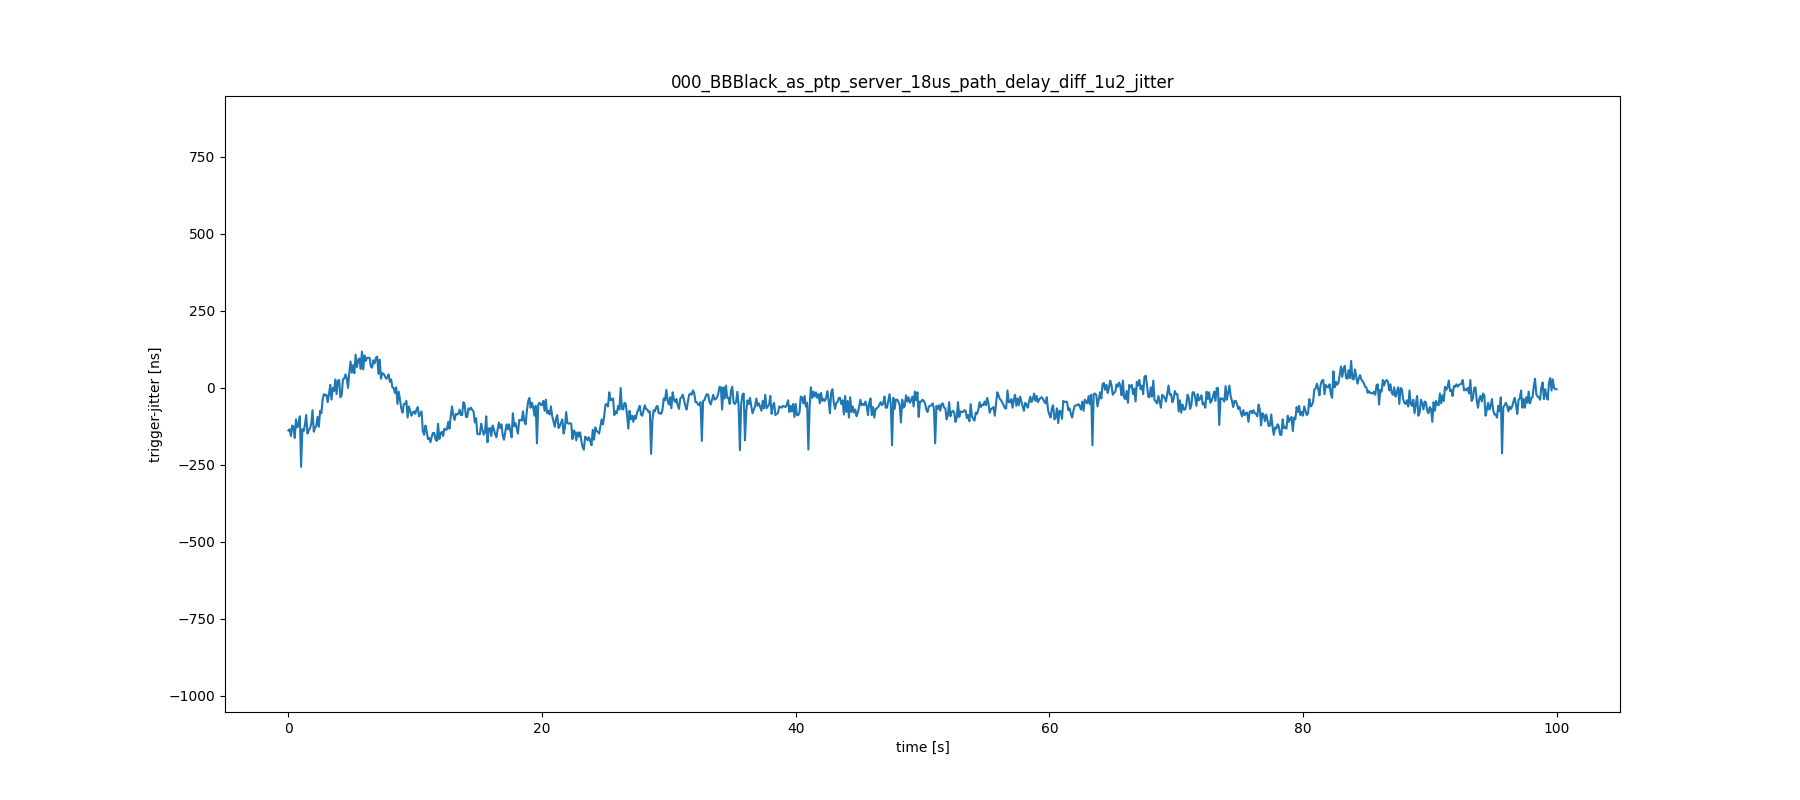 000_BBBlack_as_ptp_server_18us_path_delay_diff_1u2_jitter
750
500
250
0
−250
−500
−750
−1000
trigger-jitter [ns]
0 20 40 60 80 100
time [s]